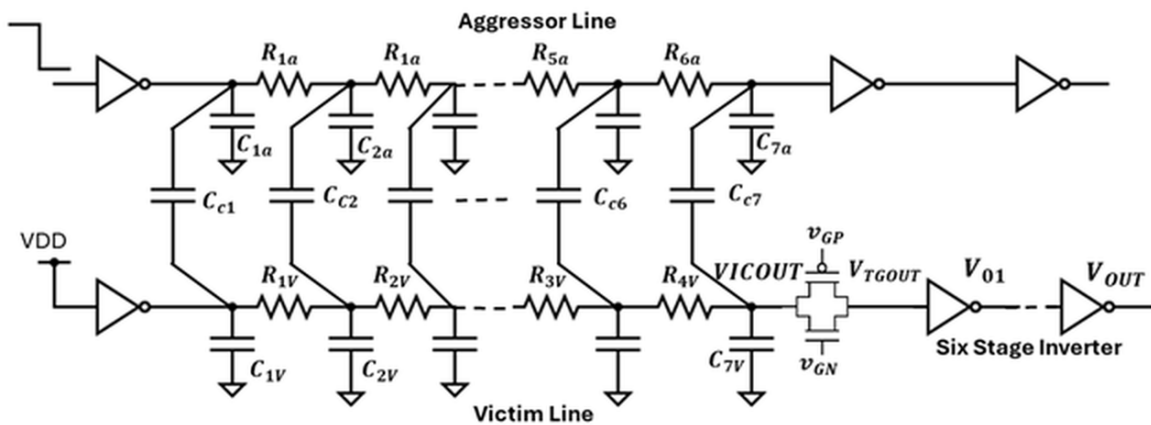 Aggressor Line
R1a
R1a
R5a
R6a
C1a
C2a
C7a
Cc1
CC2
Cc6
Cc7
VDD
vGP
R1V
R2V
R3V
R4V
VICOUT
VTGOUT
V01
VOUT
Six Stage Inverter
C1V
C2V
C7V
vGN
Victim Line